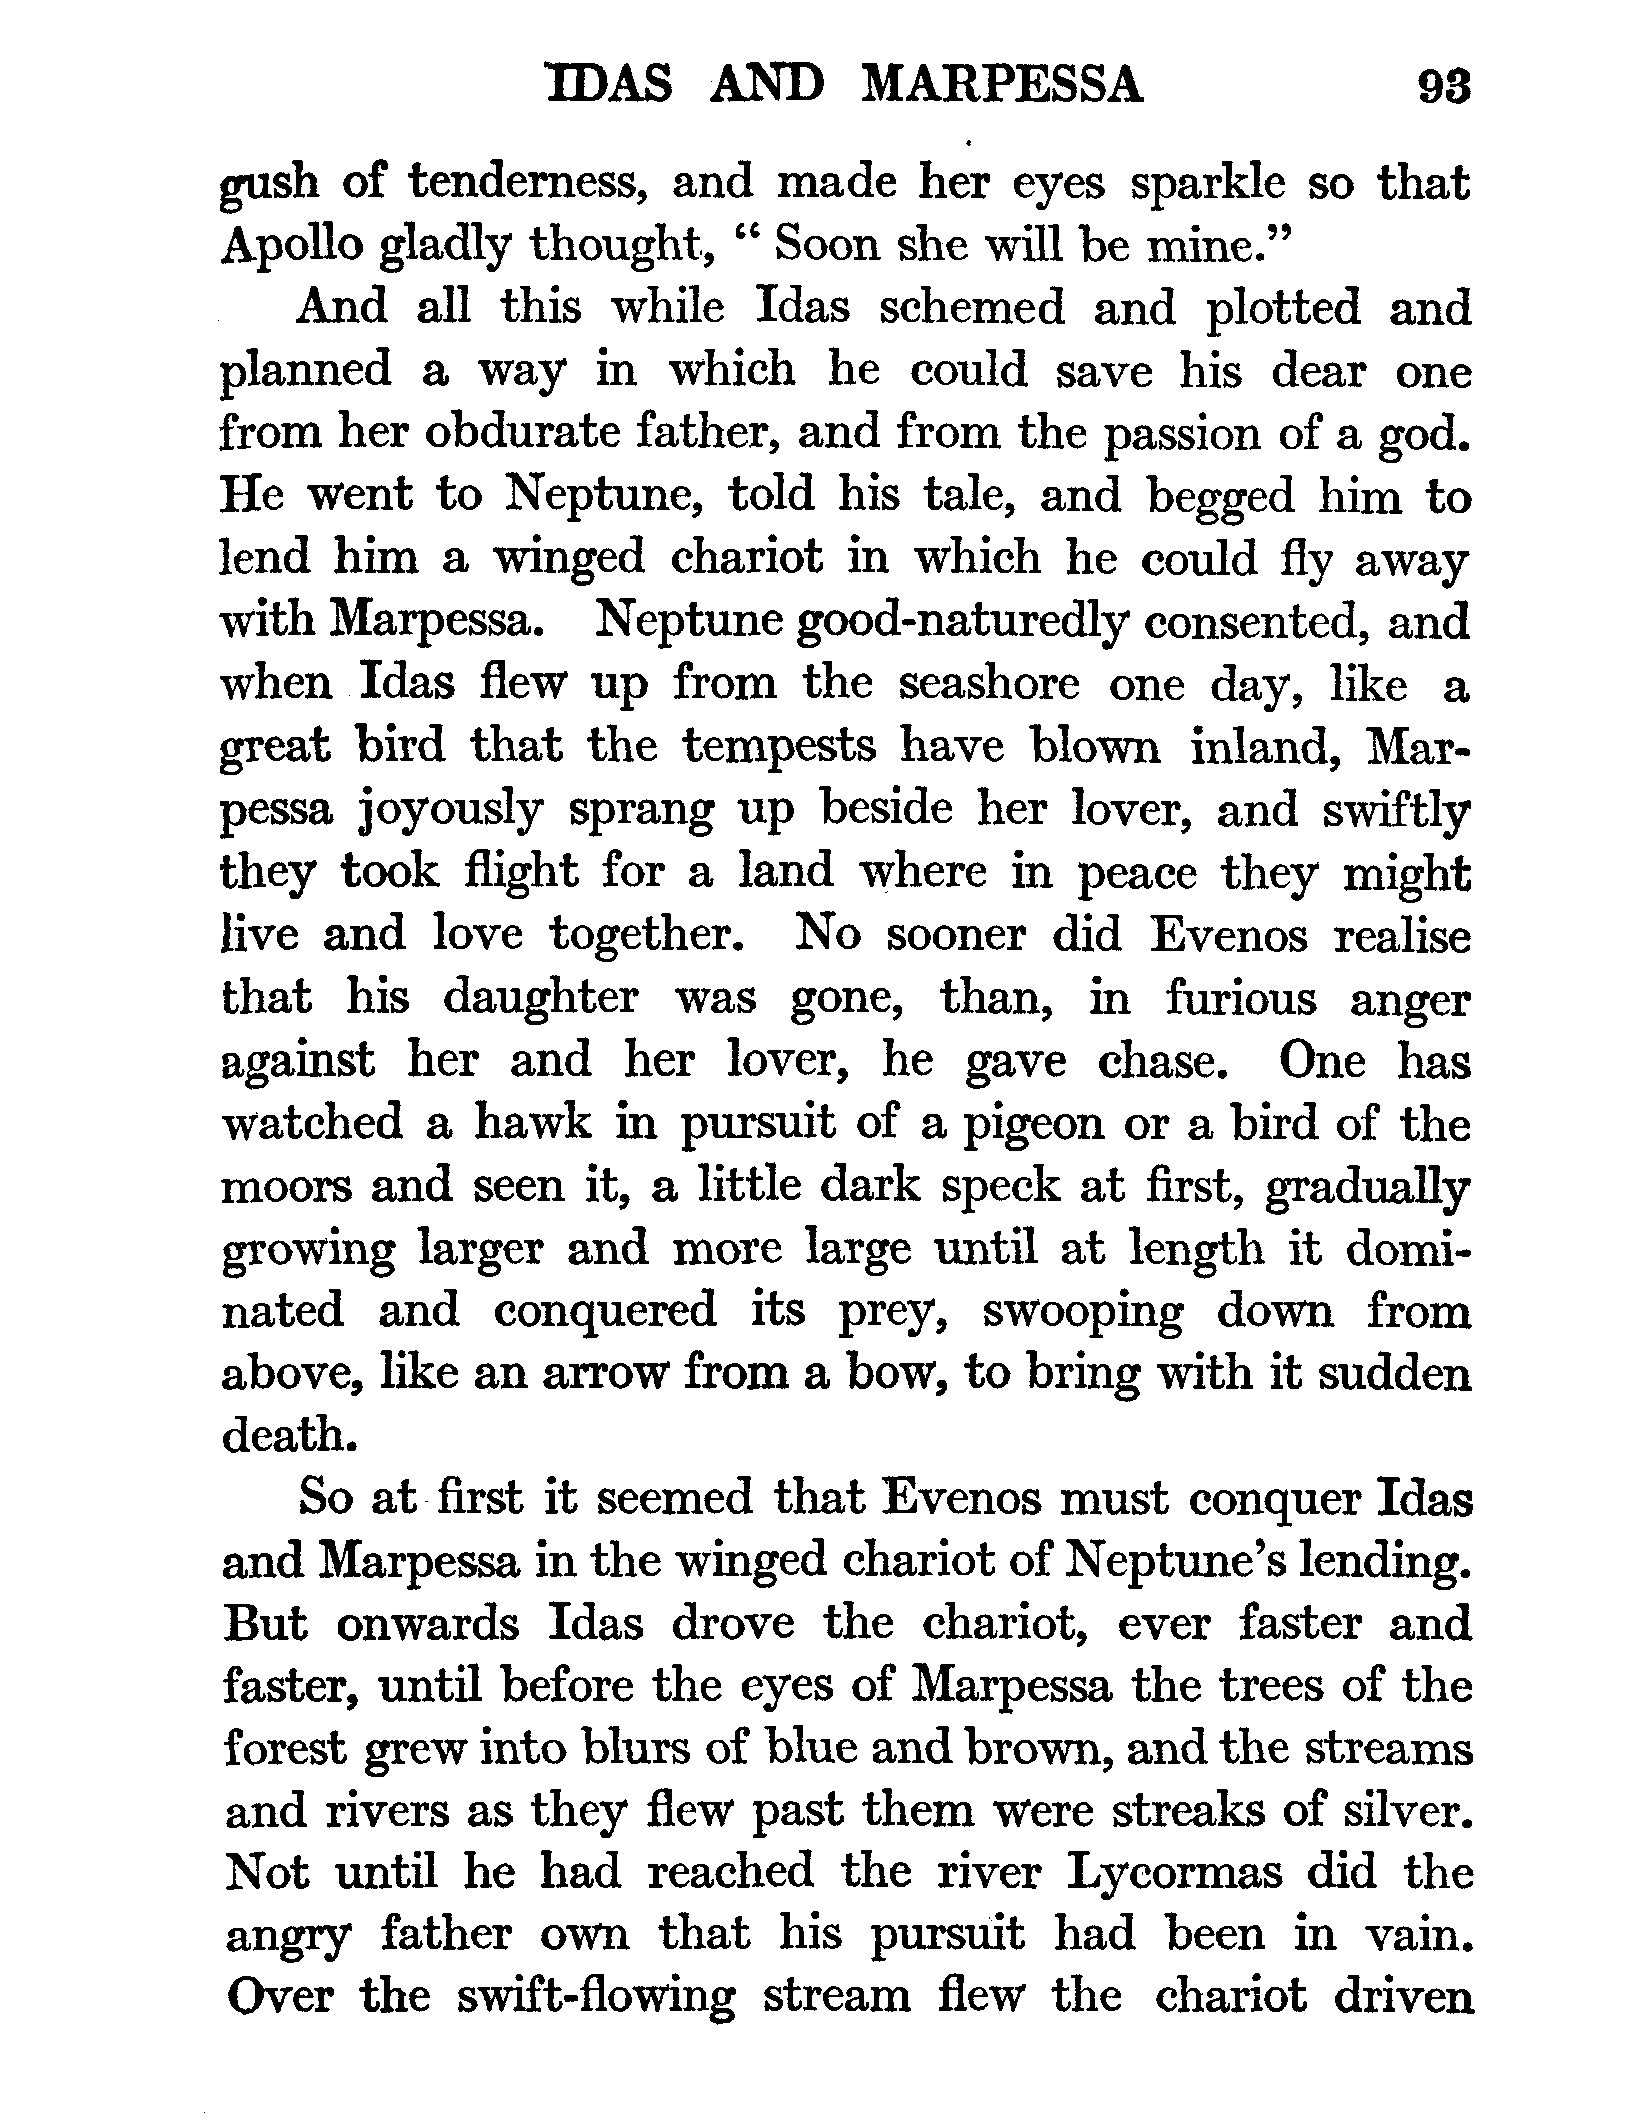 IDAS AND MARPESSA 93
gush of tenderness, and made her eyes sparkle so that
Apollo gladly thought, “ Soon she will be mine.”
And all this while Idas schemed and plotted and
planned a way in which he could save his dear one
from her obdurate father, and from the passion of a god.
He went to Neptune, told his tale, and begged him to
lend him a winged chariot in which he could fly away
with Marpessa. Neptune good-naturedly consented, and
when Idas flew up from the seashore one day, like a
great bird that the tempests have blown inland, Mar-
pessa joyously sprang up beside her lover, and swiftly
they took flight for a land where in peace they might
live and love together. No sooner did Evenos realise
that his daughter was gone, than, in furious anger
against her and her lover, he gave chase. One has
watched a hawk in pursuit of a pigeon or a bird of the
moors and seen it, a little dark speck at first, gradually
growing larger and more large until at length it domi-
nated and conquered its prey, swooping down from
above, like an arrow from a bow, to bring with it sudden
death.
So at first it seemed that Evenos must conquer Idas
and Marpessa in the winged chariot of Neptune’s lending.
But onwards Idas drove the chariot, ever faster and
faster, until before the eyes of Marpessa the trees of the
forest grew into blurs of blue and brown, and the streams
and rivers as they flew past them were streaks of silver.
Not until he had reached the river Lycormas did the
angry father own that his pursuit had been in vain.
Over the swift-flowing stream flew the chariot driven